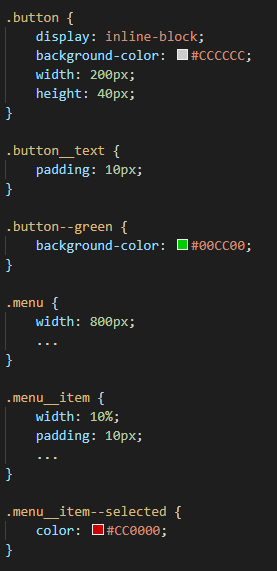 .button {
    display: inline-block;
    background-color: #CCCCCC;
    width: 200px;
    height: 40px;
}

.button__text {
    padding: 10px;
}

.button--green {
    background-color: #00CC00;
}

.menu {
    width: 800px;
    ...
}

.menu__item {
    width: 10%;
    padding: 10px;
    ...
}

.menu__item--selected {
    color: #CC0000;
}